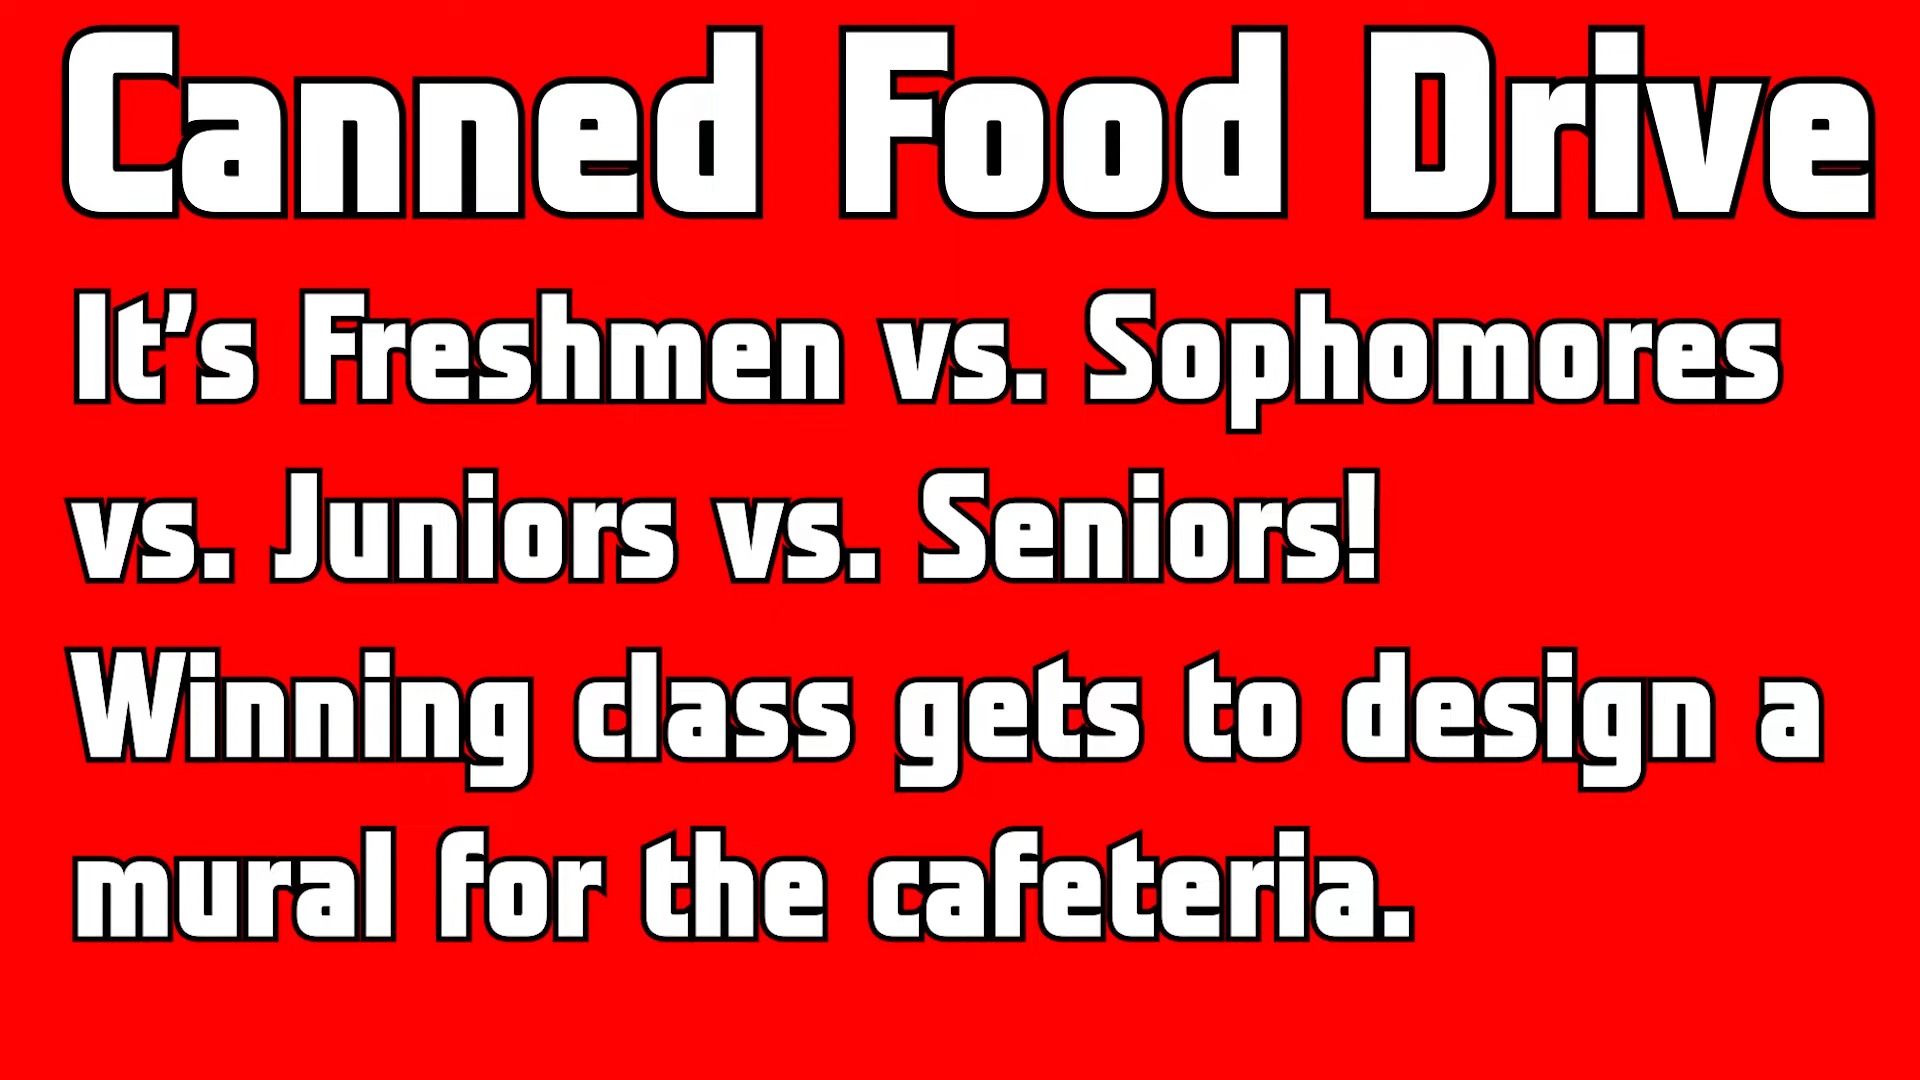 Canned Food Drive
It’s Freshmen vs. Sophomores
vs. Juniors vs. Seniors!
Winning class gets to design a
mural for the cafeteria.